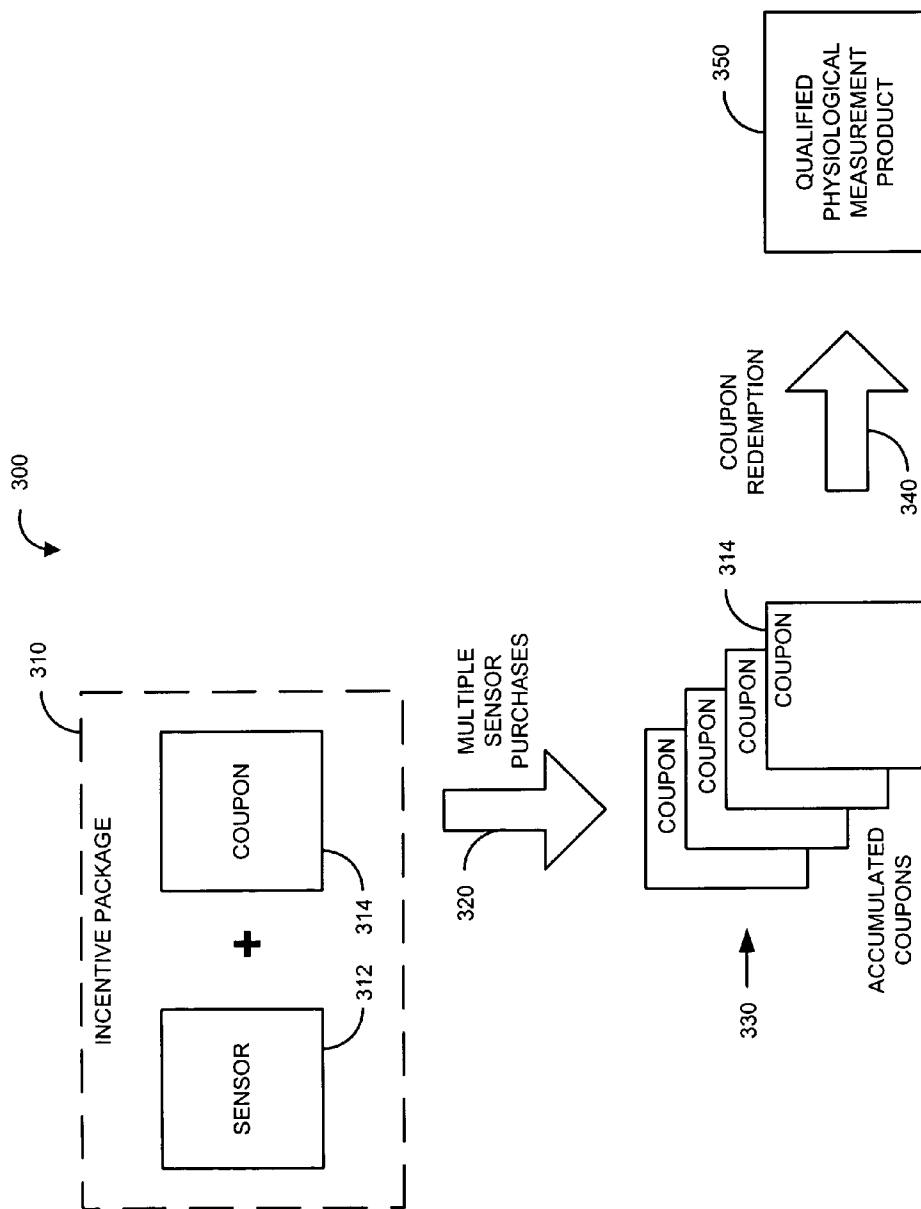 300
310
INCENTIVE PACKAGE
SENSOR
+
COUPON
312
314
MULTIPLE
SENSOR
PURCHASES
320
COUPON
COUPON
COUPON
COUPON
314
330
ACCUMULATED
COUPONS
COUPON
REDEMPTION
340
350
QUALIFIED
PHYSIOLOGICAL
MEASUREMENT
PRODUCT